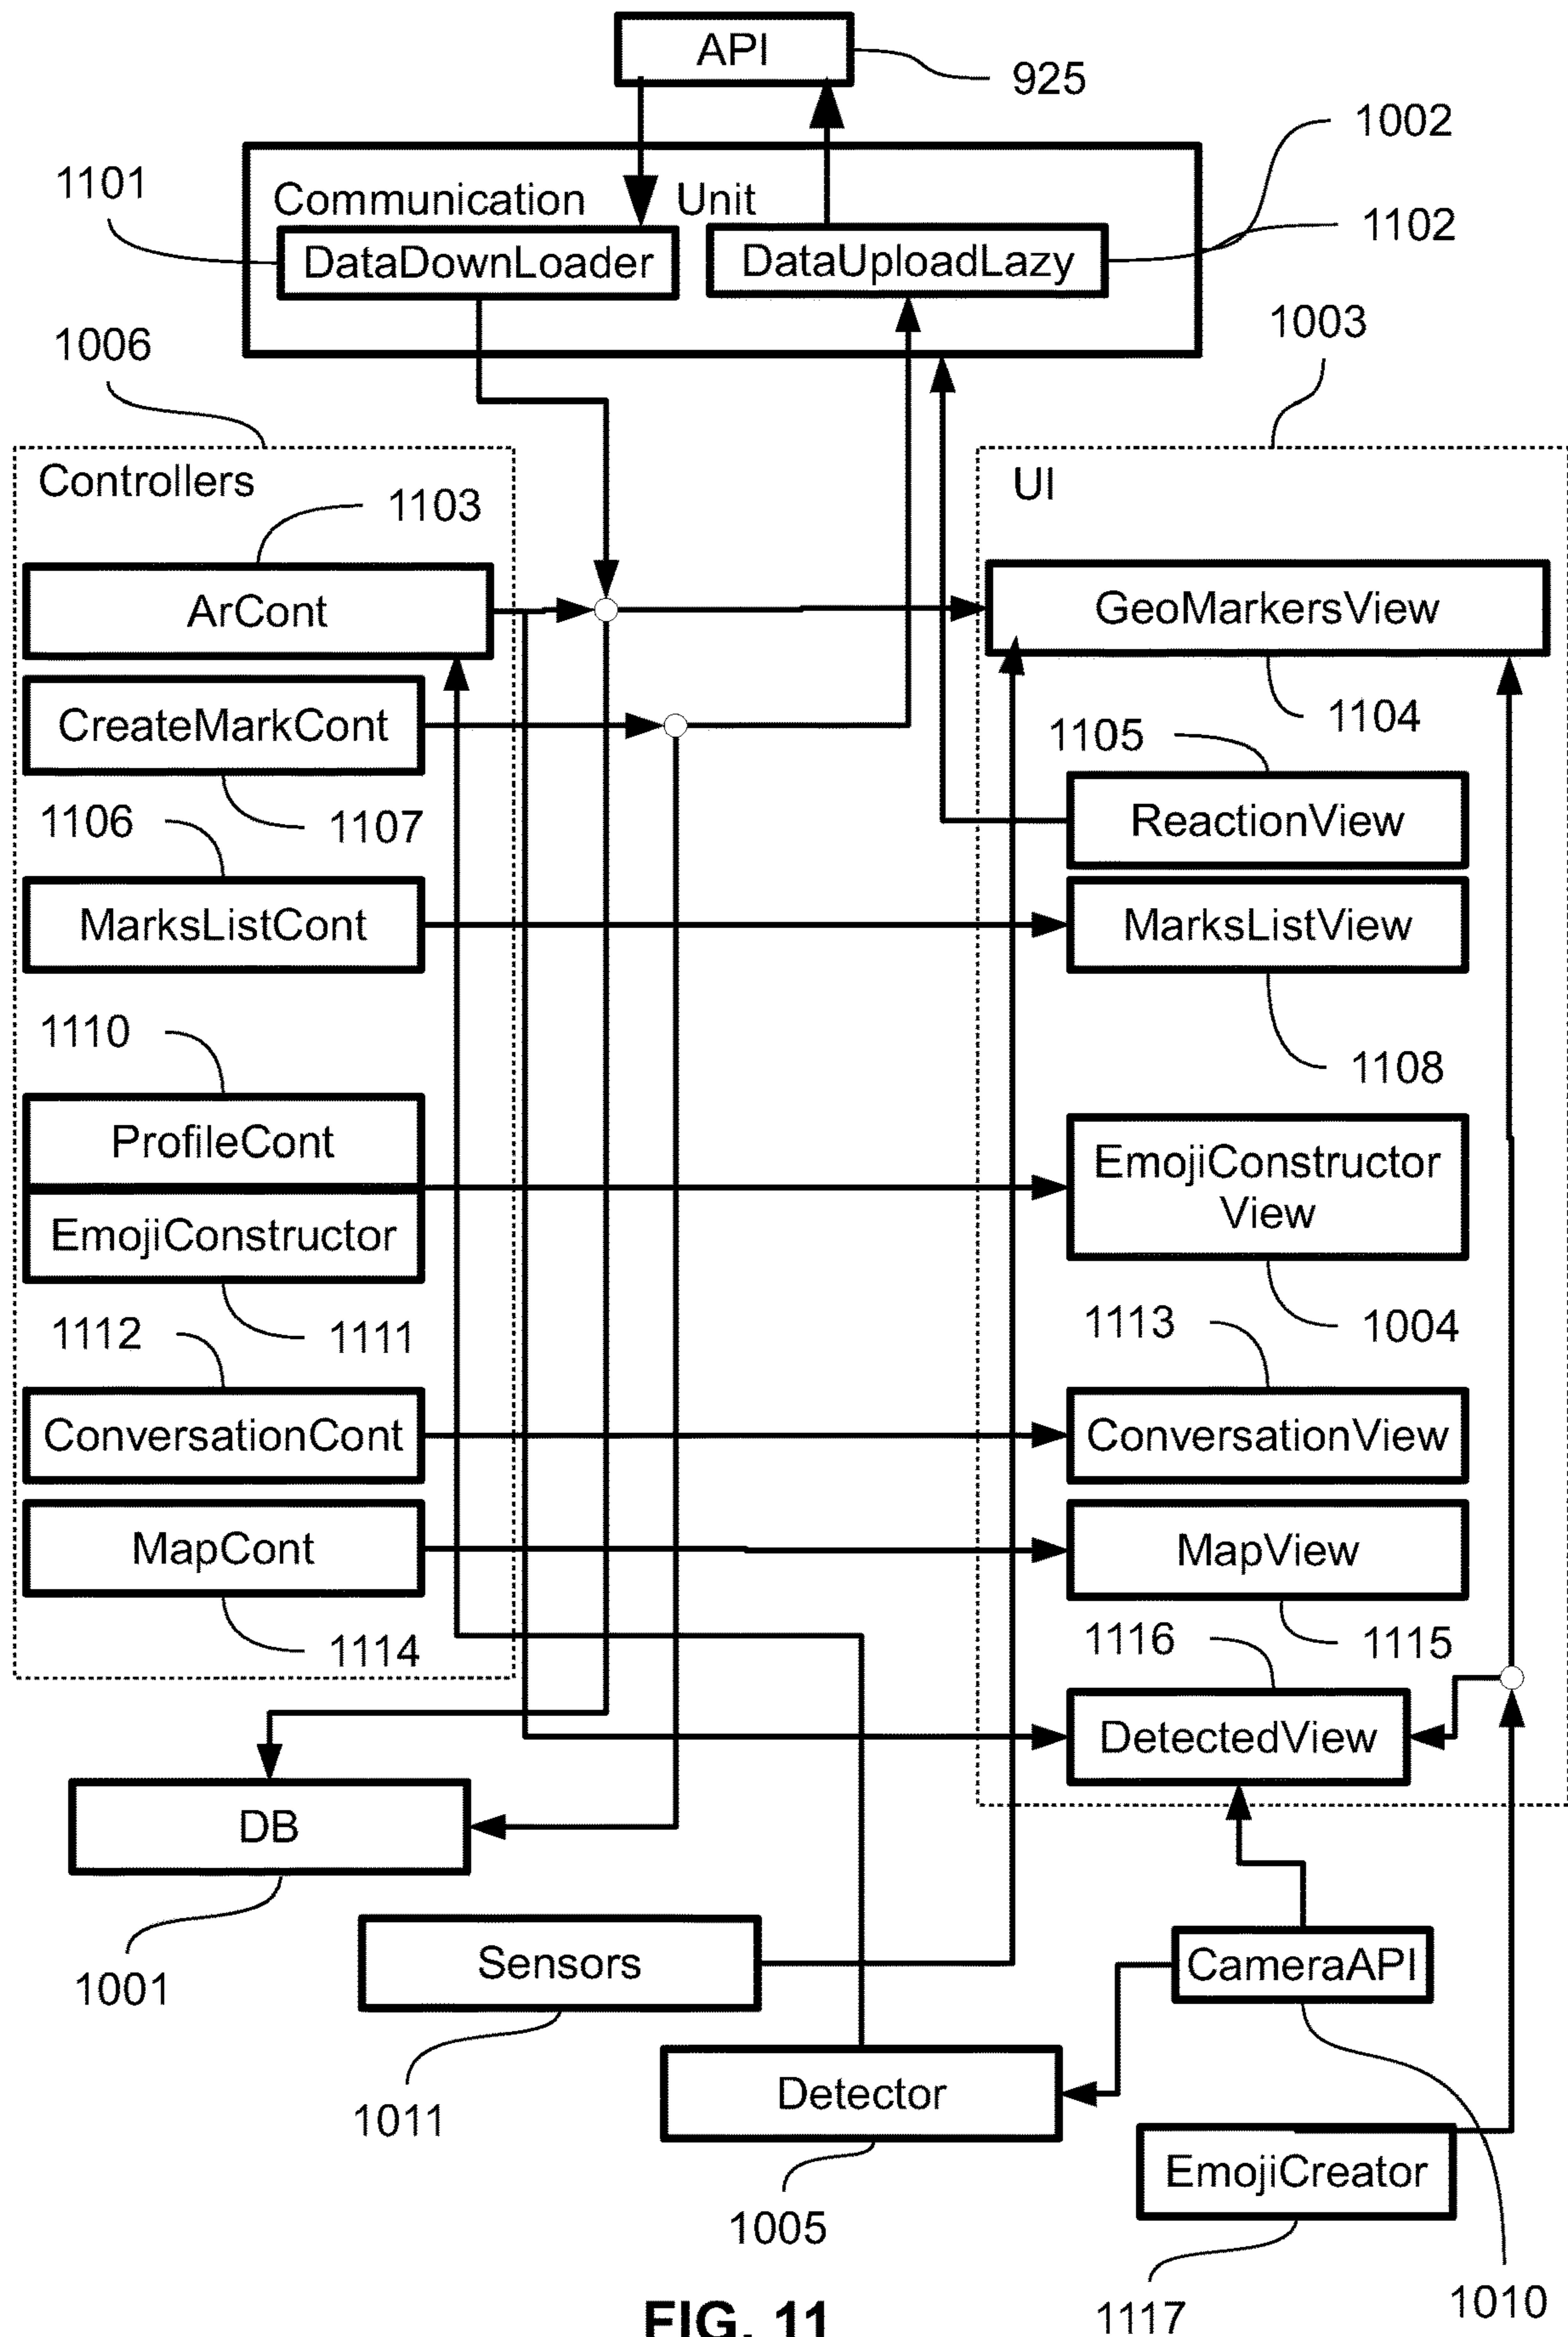 API
925
1002
1101
Communication Unit
1102
DataDownLoader
DataUploadLazy
1003
1006
Controllers
UI
1103
ArCont
GeoMarkersView
CreateMarkCont
1104
1105
1106
1107
ReactionView
MarksListCont
MarksListView
1110
1108
ProfileCont
EmojiConstructor
View
EmojiConstructor
1112
1111
1113
1004
ConversationCont
ConversationView
MapCont
MapView
1114
1116
1115
DetectedView
DB
Sensors
CameraAPI
1001
Detector
1011
EmojiCreator
1005
1010
1117
FIG. 11